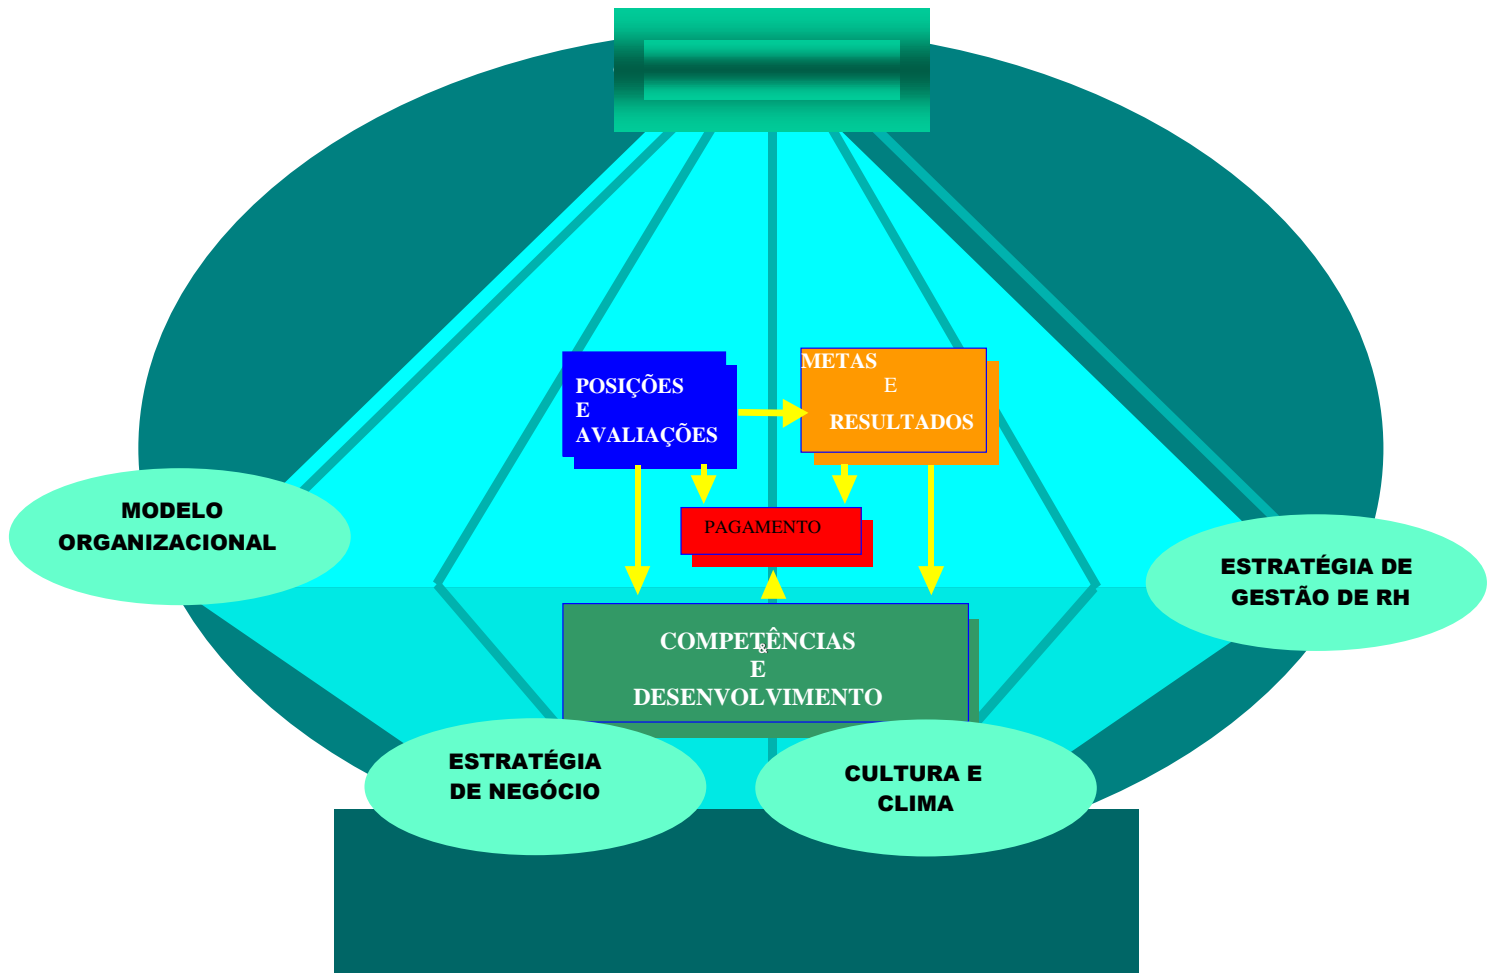 POSIÇÕES
E
AVALIAÇÕES
METAS
E
RESULTADOS
PAGAMENTO
MODELO
ORGANIZACIONAL
ESTRATÉGIA DE
GESTÃO DE RH
COMPETÊNCIAS
&
E
DESENVOLVIMENTO
ESTRATÉGIA
DE NEGÓCIO
CULTURA E
CLIMA